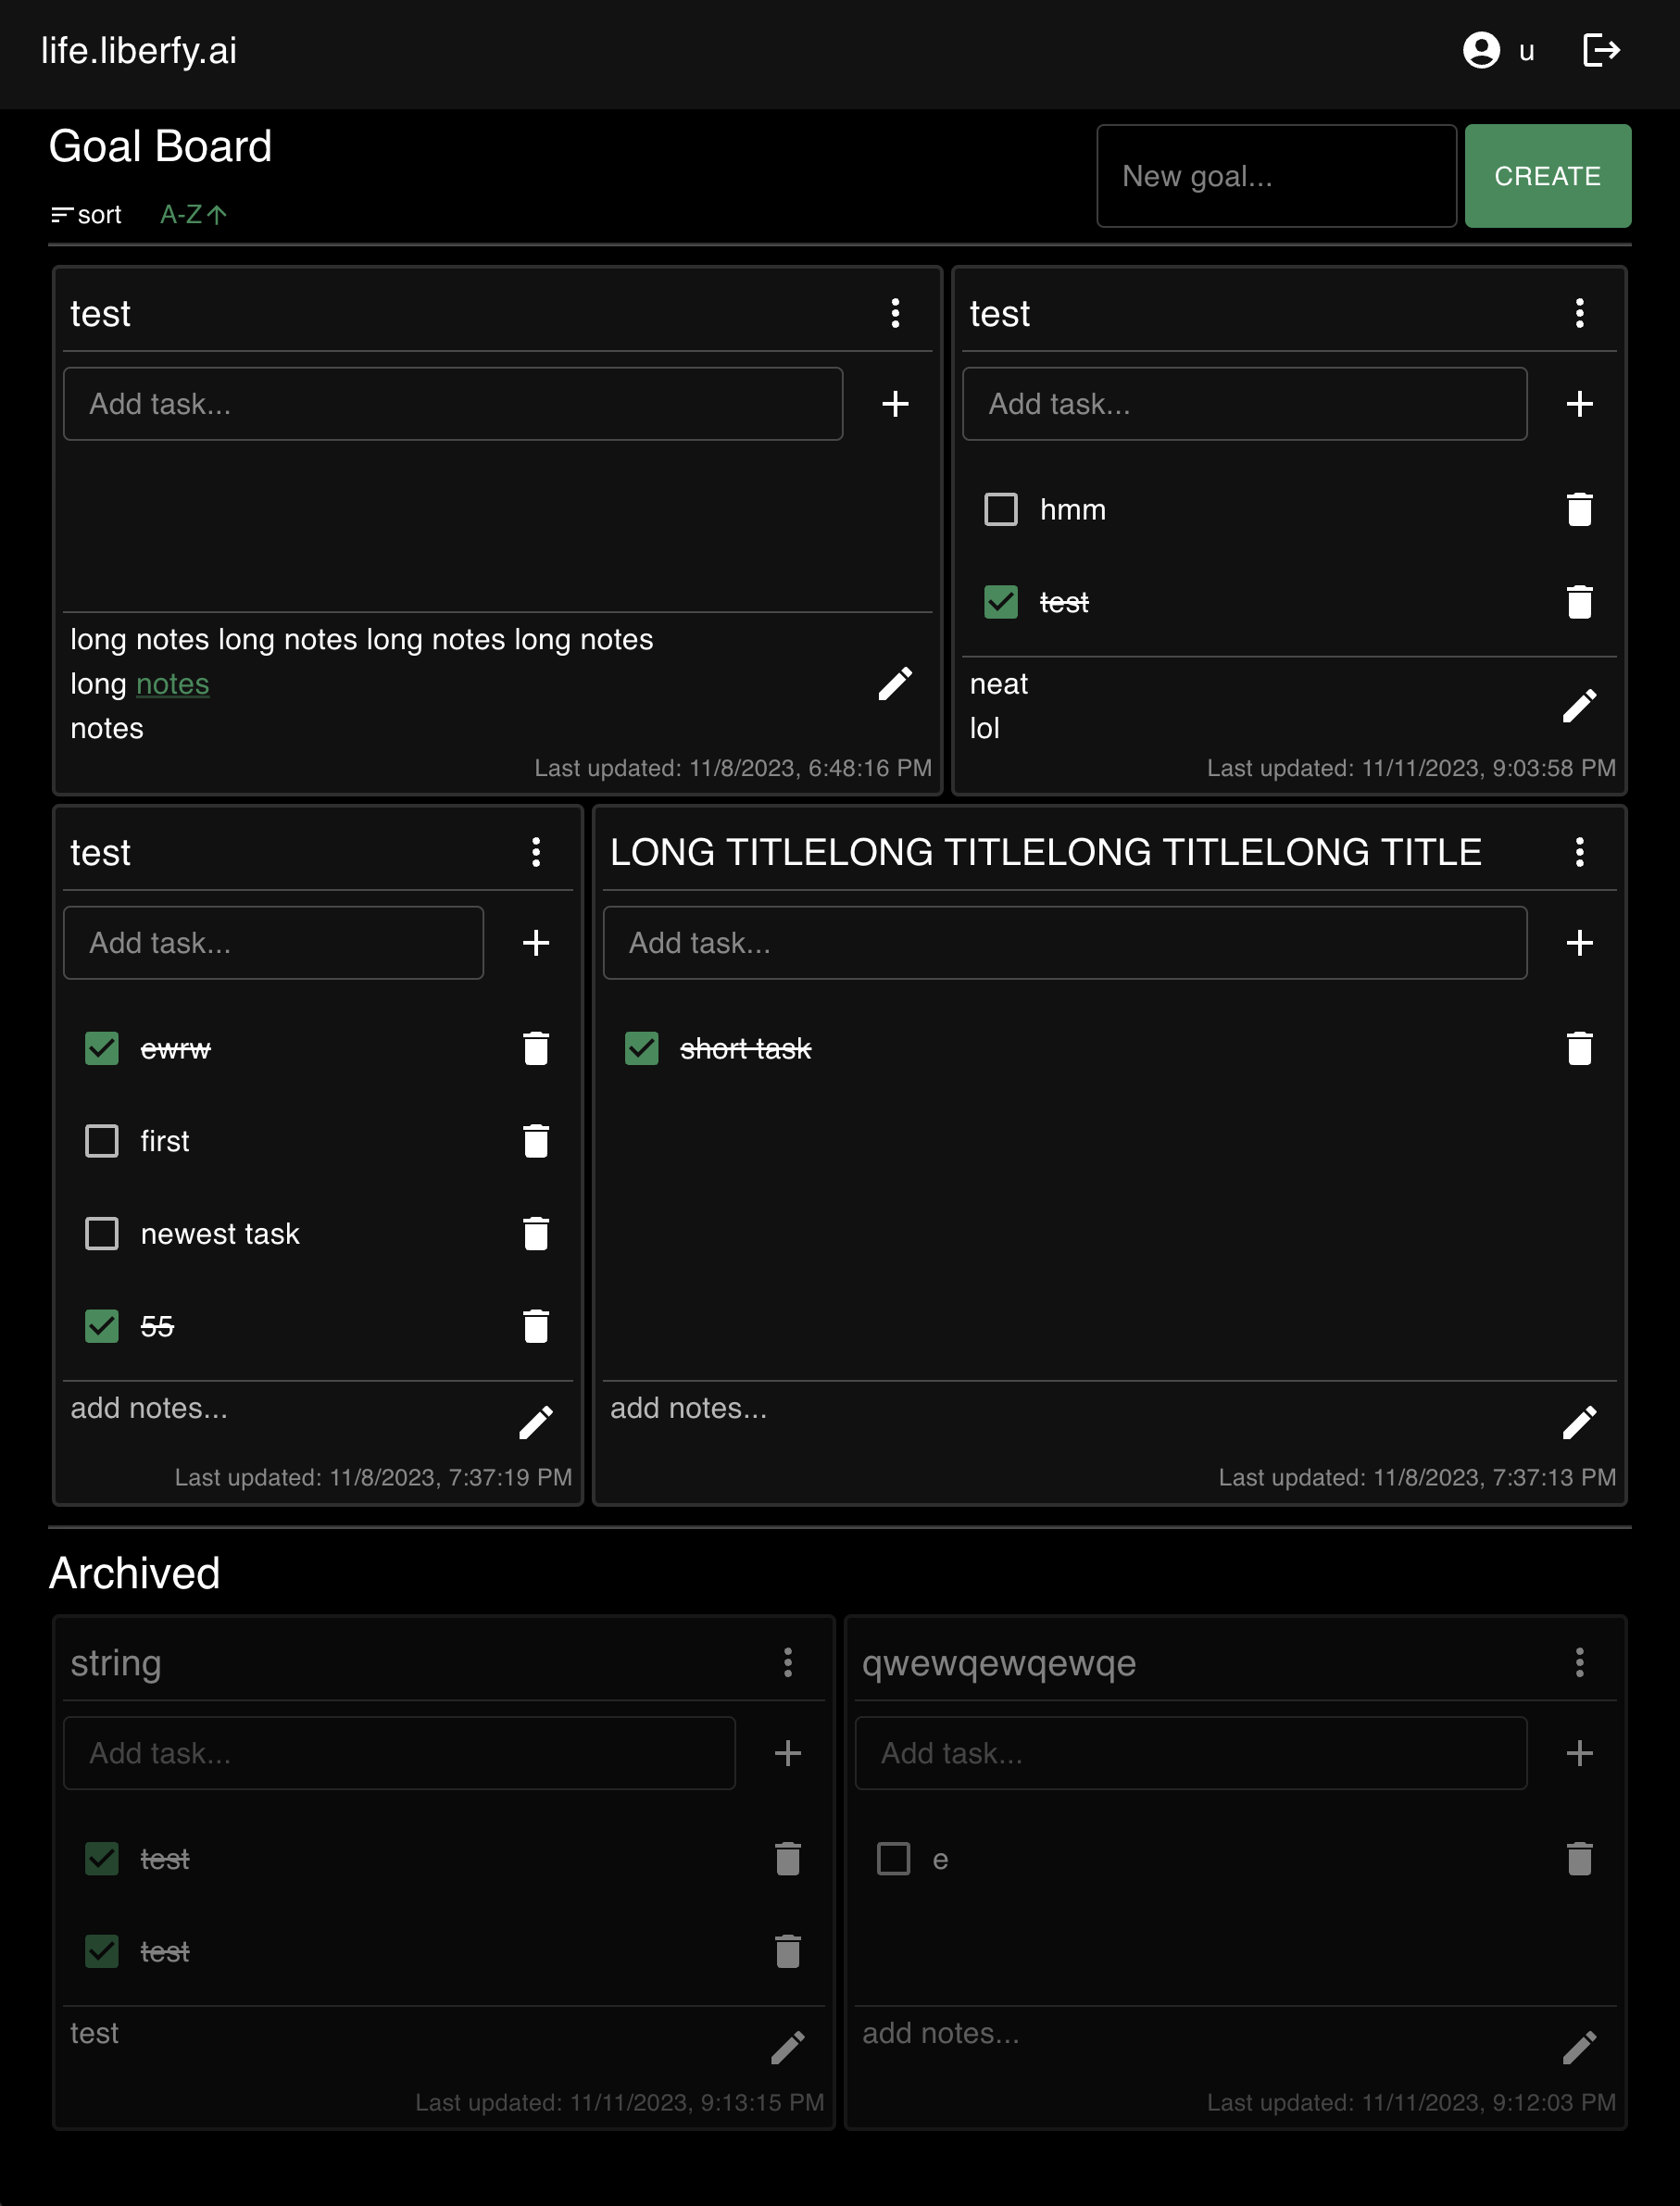 life.liberfy.ai
u
Goal Board
New goal...
CREATE
sort A-Z
test
Add task...
long notes long notes long notes long notes
long notes
notes
Last updated: 11/8/2023, 6:48:16 PM
test
Add task...
hmm
test
neat
lol
Last updated: 11/11/2023, 9:03:58 PM
test
Add task...
ewrw
first
newest task
55
add notes...
Last updated: 11/8/2023, 7:37:19 PM
LONG TITLELONG TITLELONG TITLELONG TITLE
Add task...
short task
add notes...
Last updated: 11/8/2023, 7:37:13 PM
Archived
string
Add task...
test
test
test
Last updated: 11/11/2023, 9:13:15 PM
qwewqewqewqe
Add task...
e
add notes...
Last updated: 11/11/2023, 9:12:03 PM